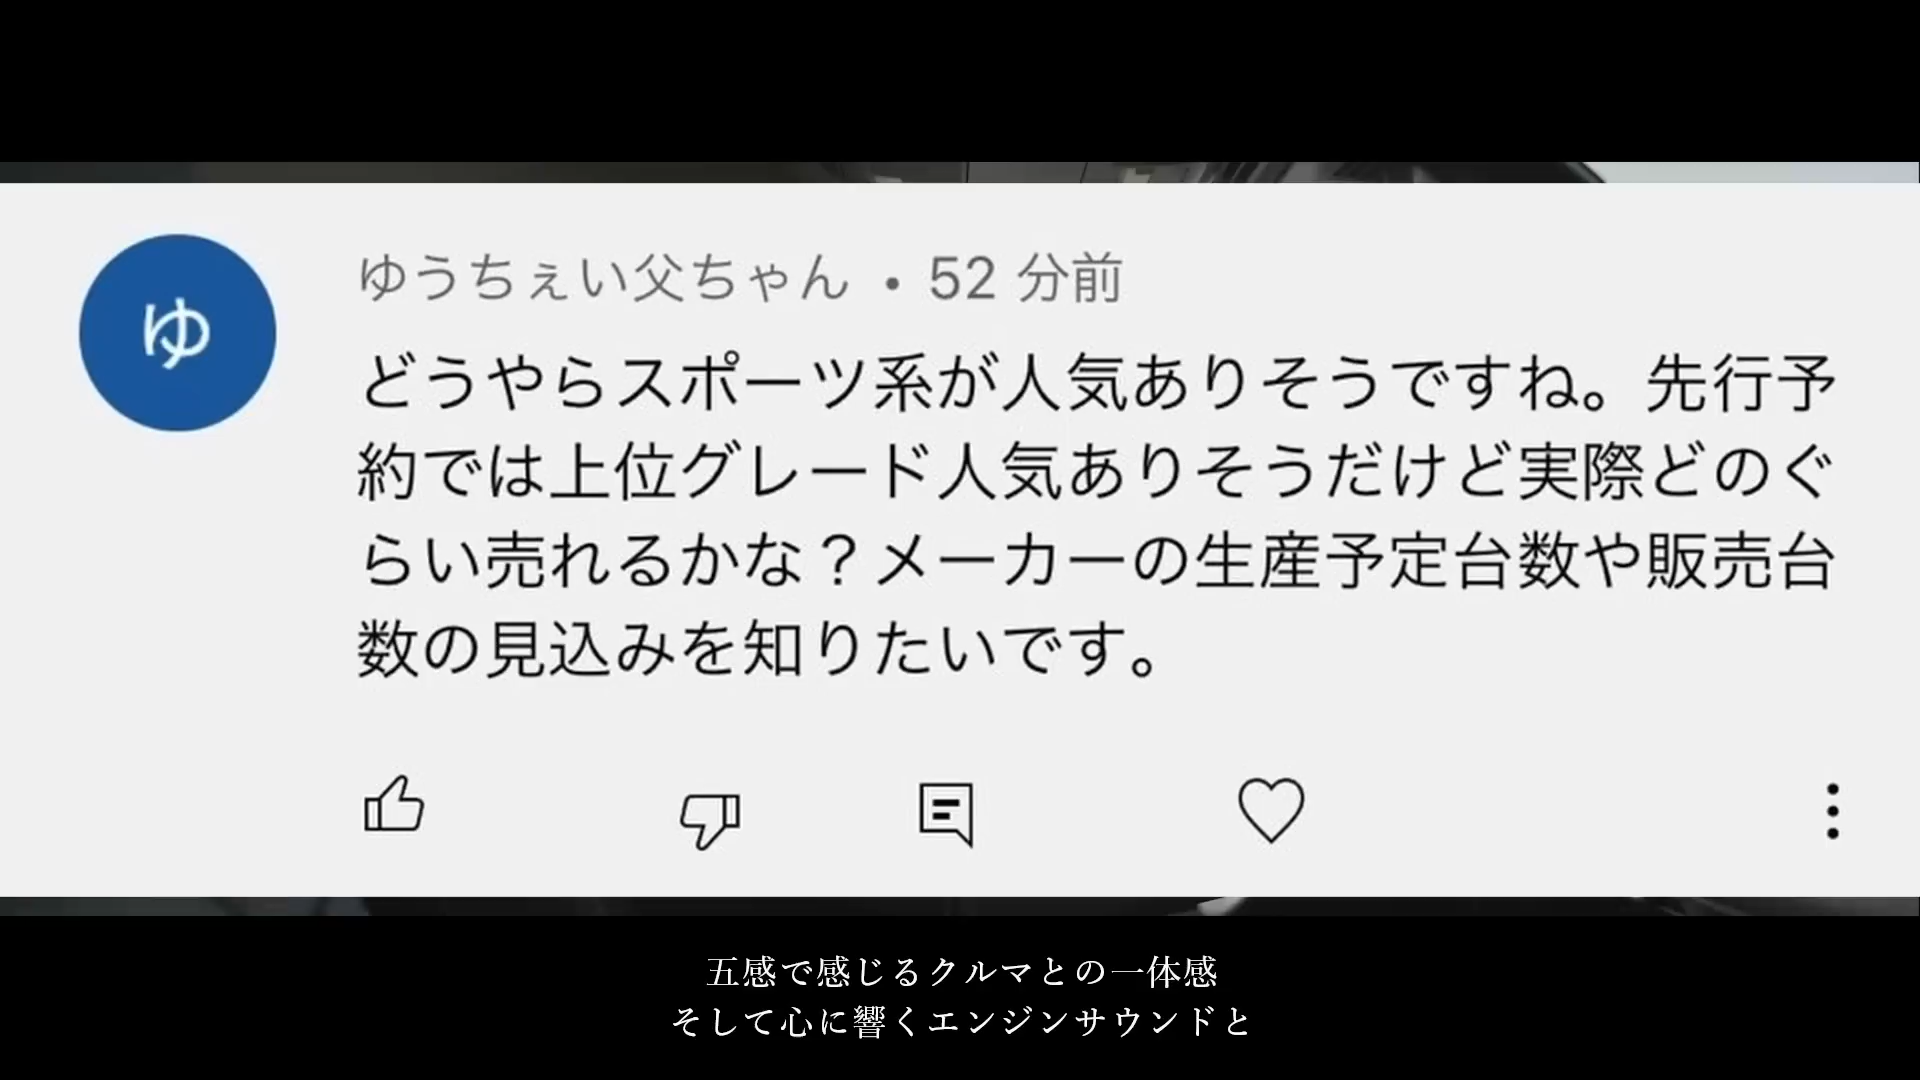 ゆ
ゆうちぇい父ちゃん • 52 分前
どうやらスポーツ系が人気ありそうですね。先行予
約では上位グレード人気ありそうだけど実際どのぐ
らい売れるかな？メーカーの生産予定台数や販売台
数の見込みを知りたいです。
五感で感じるクルマとの一体感
そして心に響くエンジンサウンドと